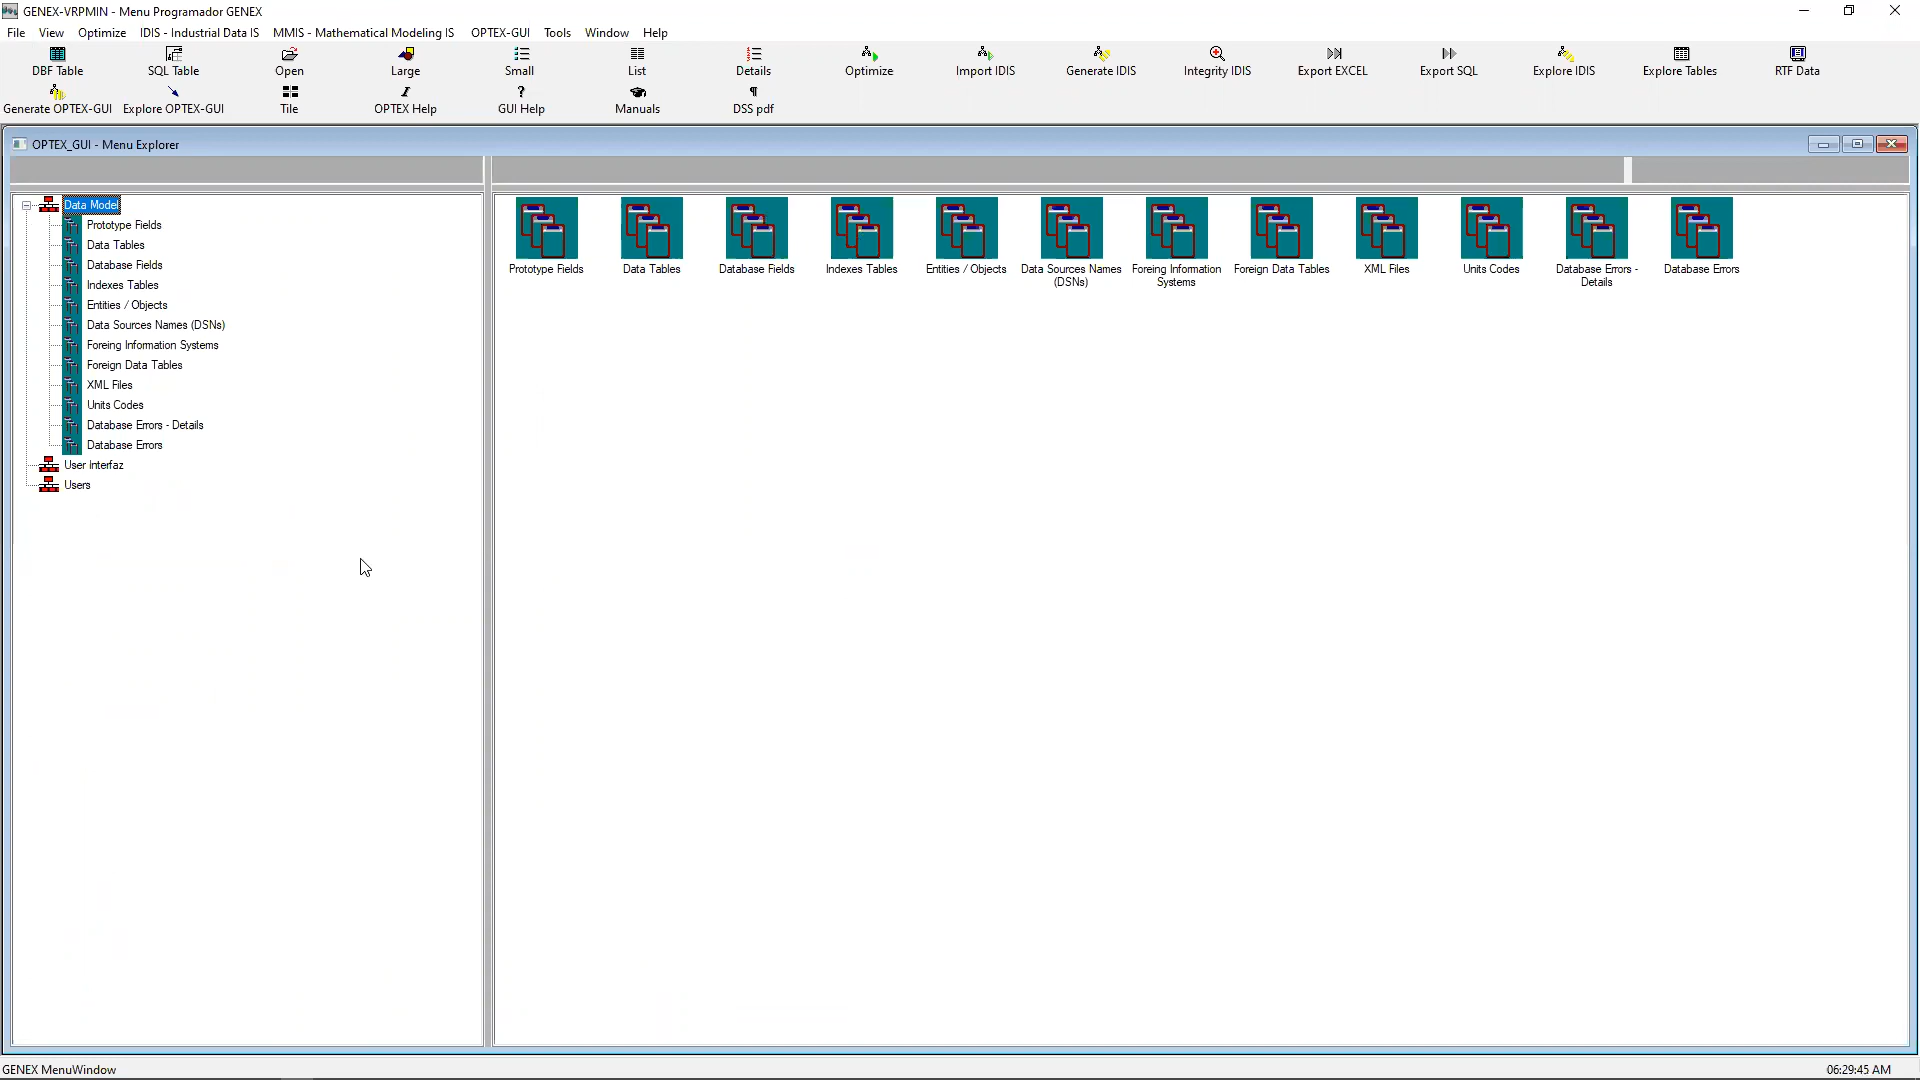 GENEX-VRPMIN - Menu Programador GENEX
File View Optimize IDIS - Industrial Data IS MMIS - Mathematical Modeling IS OPTEX-GUI Tools Window Help
DBF Table SQL Table Open Large Small List Details Optimize Import IDIS Generate IDIS Integrity IDIS Export EXCEL Export SQL Explore IDIS Explore Tables RTF Data
Generate OPTEX-GUI Explore OPTEX-GUI Tile OPTEX Help GUI Help Manuals DSS pdf
OPTEX_GUI - Menu Explorer
Data Model
Prototype Fields
Data Tables
Database Fields
Indexes Tables
Entities / Objects
Data Sources Names (DSNs)
Foreing Information Systems
Foreign Data Tables
XML Files
Units Codes
Database Errors - Details
Database Errors
User Interfaz
Users
Prototype Fields Data Tables Database Fields Indexes Tables Entities / Objects Data Sources Names Foreing Information Foreign Data Tables XML Files Units Codes Database Errors - Database Errors
(DSNs) Systems Details
GENEX MenuWindow 06:29:45 AM